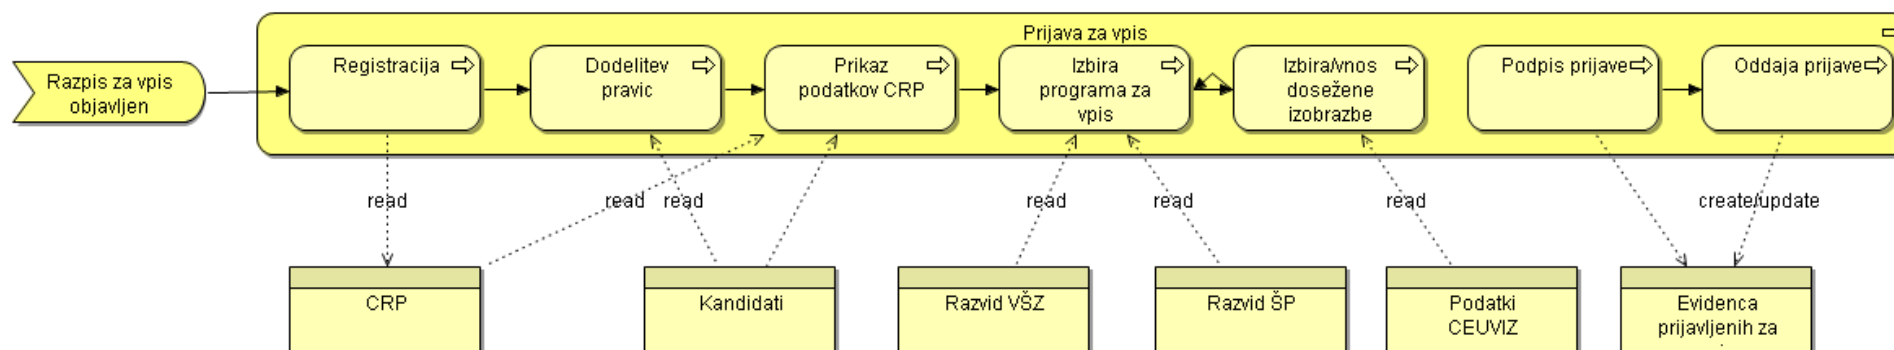 Prijava za vpis
Razpis za vpis
objavljen
Registracija
Dodelitev
pravic
Prikaz
podatkov CRP
Izbira
programa za
vpis
Izbira/vnos
dosežene
izobrazbe
Podpis prijave
Oddaja prijave
read
read
read
read
read
read
create/update
CRP
Kandidati
Razvid VŠZ
Razvid ŠP
Podatki
CEUVIZ
Evidenca
prijavljenih za